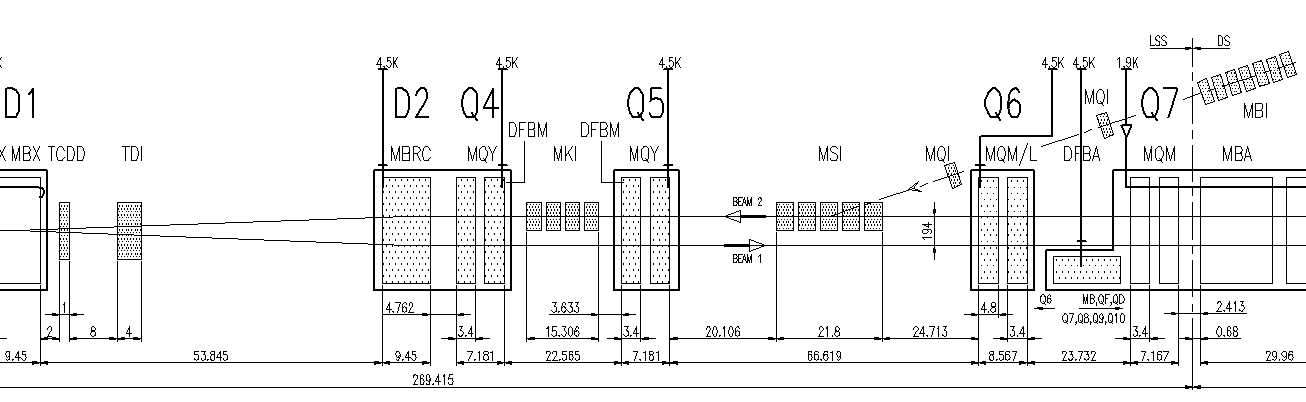 LSS DS
4.5K 4.5K 4.5K 4.5K 4.5K 1.9K
D1 D2 Q4 Q5 Q6 MQI Q7 MBI
DFBM DFBM
X MBX TCDD TDI MBRC MQY MKI MQY MSI MQI MQM/L DFBA MQM MBA
BEAM 2
194
BEAM 1
Q6 MB,QF,QD
Q7,Q8,Q9,Q10
1 4.762 3.633 4.8 2.413
2 8 4 3.4 15.306 3.4 20.106 21.8 24.713 3.4 3.4 0.68
9.45 53.845 9.45 7.181 22.565 7.181 66.619 8.567 23.732 7.167 29.96
269.415